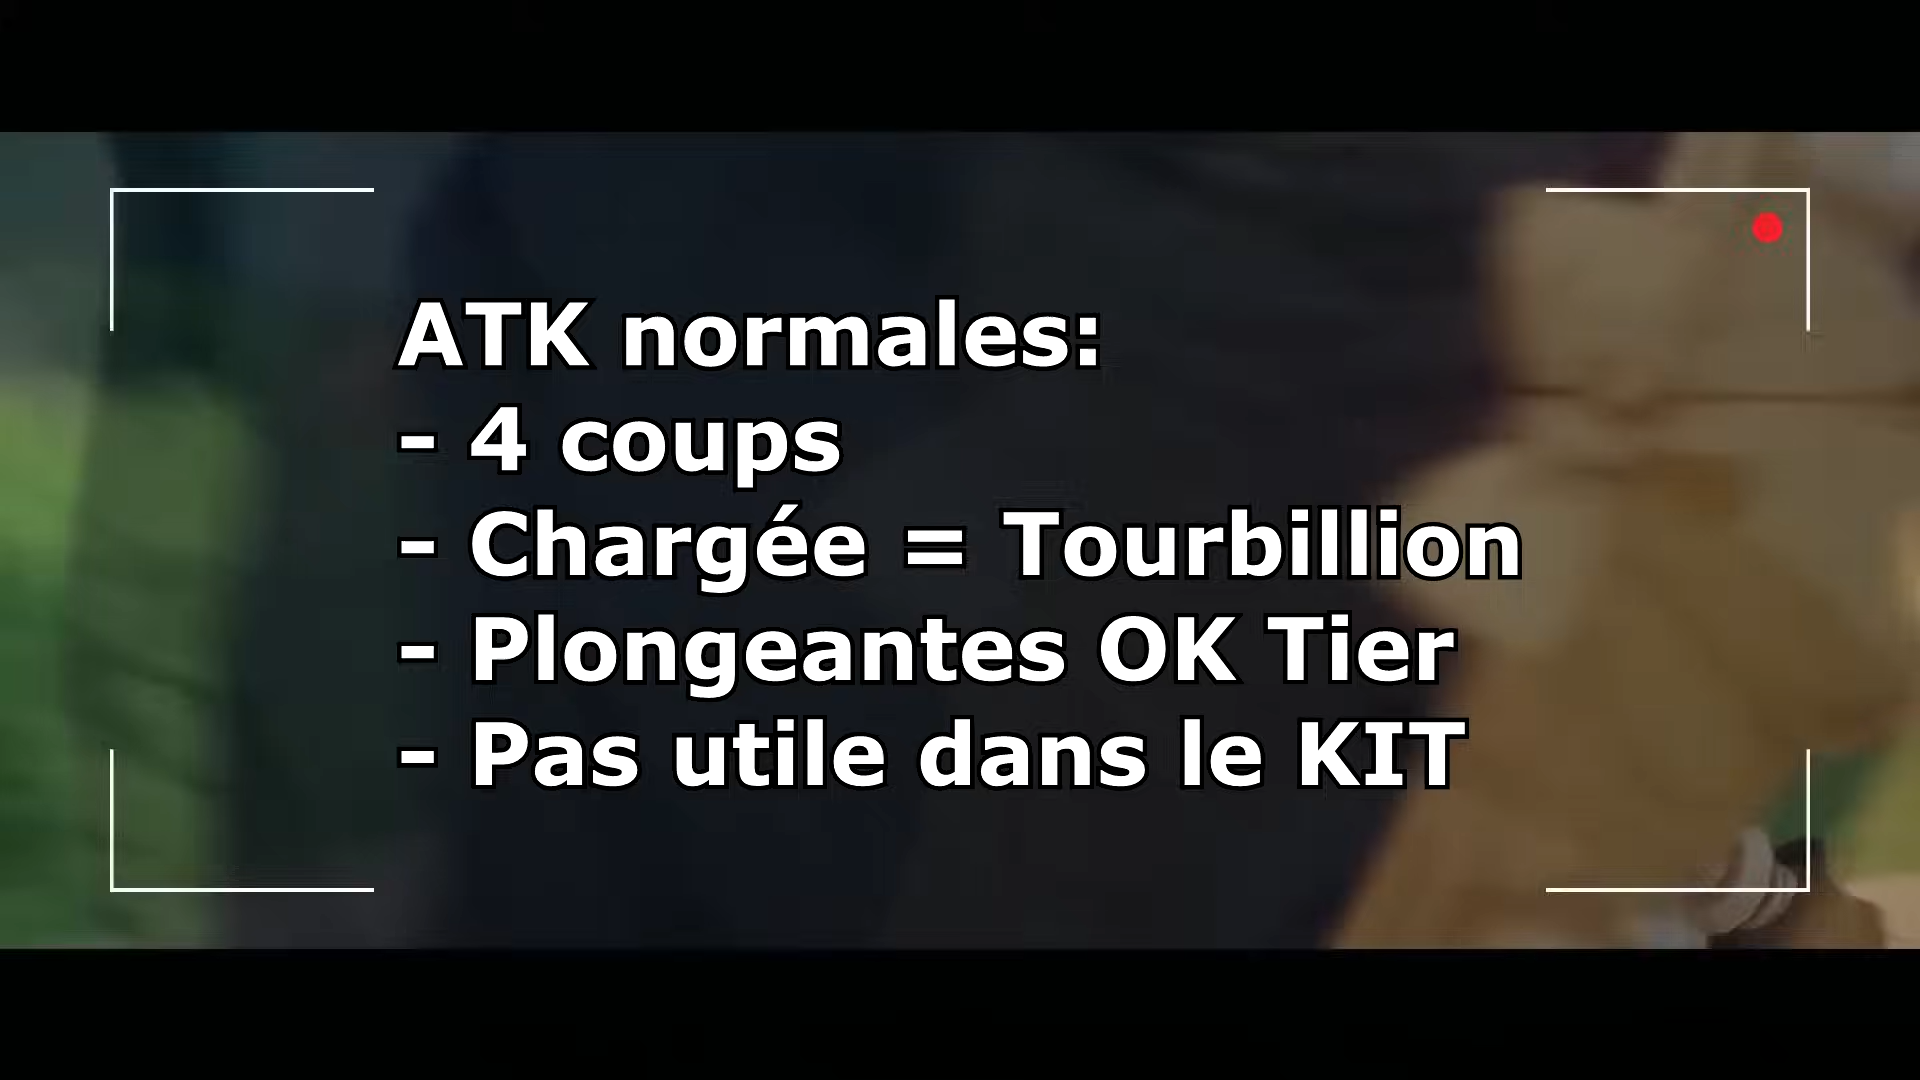 ATK normales:
- 4 coups
- Chargée = Tourbillion
- Plongeantes OK Tier
- Pas utile dans le KIT